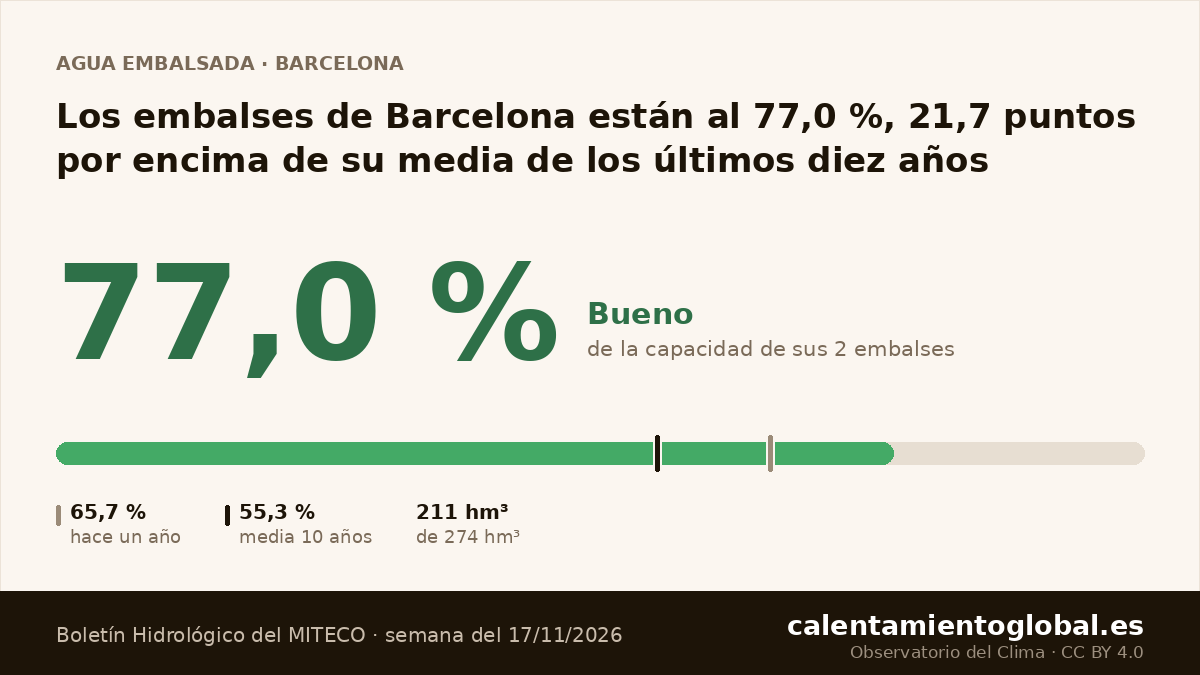 AGUA EMBALSADA · BARCELONA
Los embalses de Barcelona están al 77,0 %, 21,7 puntos
por encima de su media de los últimos diez años
77,0 %
Bueno
de la capacidad de sus 2 embalses
65,7 %
hace un año
55,3 %
media 10 años
211 hm³
de 274 hm³
Boletín Hidrológico del MITECO · semana del 17/11/2026
calentamientoglobal.es
Observatorio del Clima · CC BY 4.0